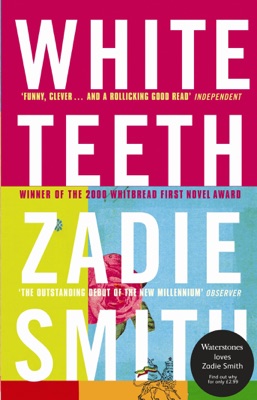 WHITE
'FUNNY, CLEVER ... AND A ROLLICKING GOOD READ' INDEPENDENT
TEETH
WINNER OF THE 2000 WHITBREAD FIRST NOVEL AWARD
ZADIE
'THE OUTSTANDING DEBUT OF THE NEW MILLENNIUM' OBSERVER
SMITH
Waterstones
loves
Zadie Smith
Find out why
for only £2.99